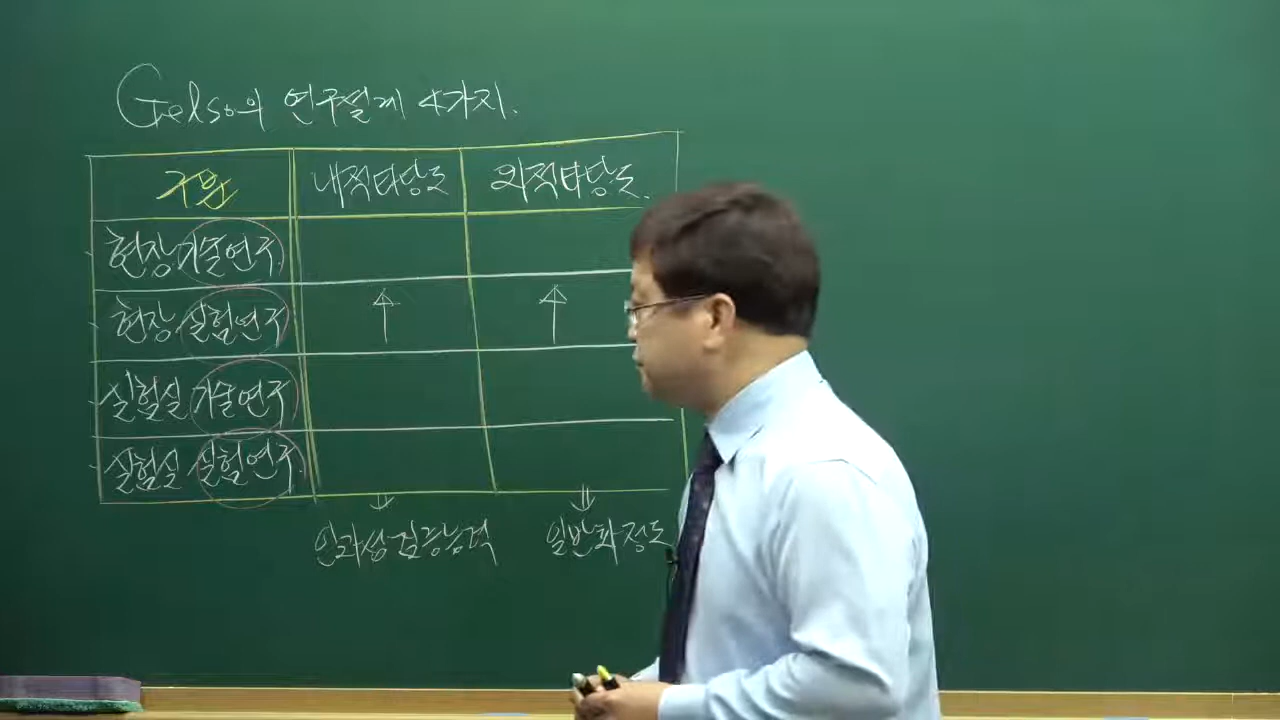 Gelso의 연구설계 4가지.
구분 내적타당도 외적타당도.
현장 기술연구
현장 실험연구 ↑ ↑
실험실 기술연구
실험실 실험연구
↓ ↓
인과성검증능력 일반화정도